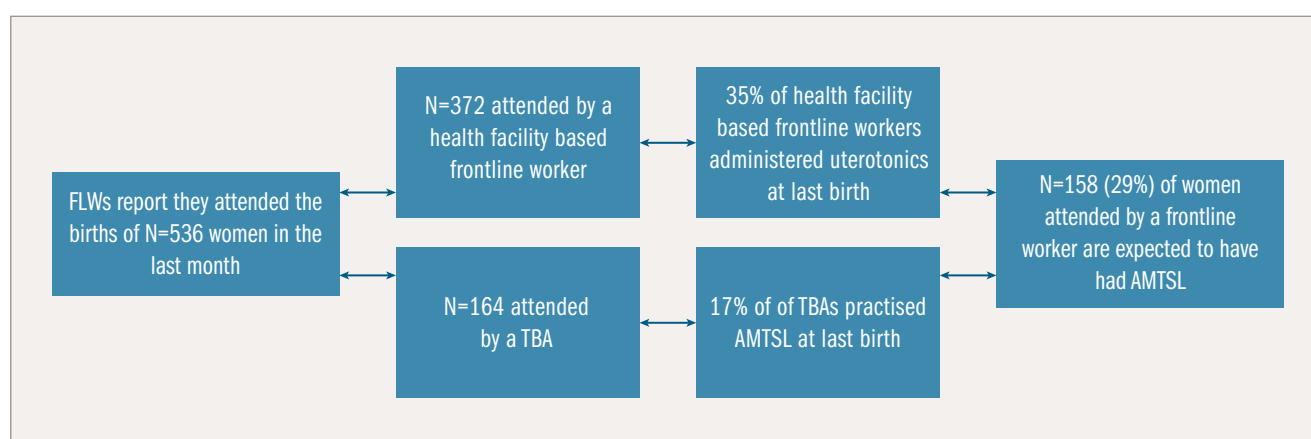 FLWs report they attended the
births of N=536 women in the
last month
N=372 attended by a
health facility based
frontline worker
N=164 attended
by a TBA
35% of health facility
based frontline workers
administered uterotonics
at last birth
17% of of TBAs practised
AMTSL at last birth
N=158 (29%) of women
attended by a frontline
worker are expected to have
had AMTSL